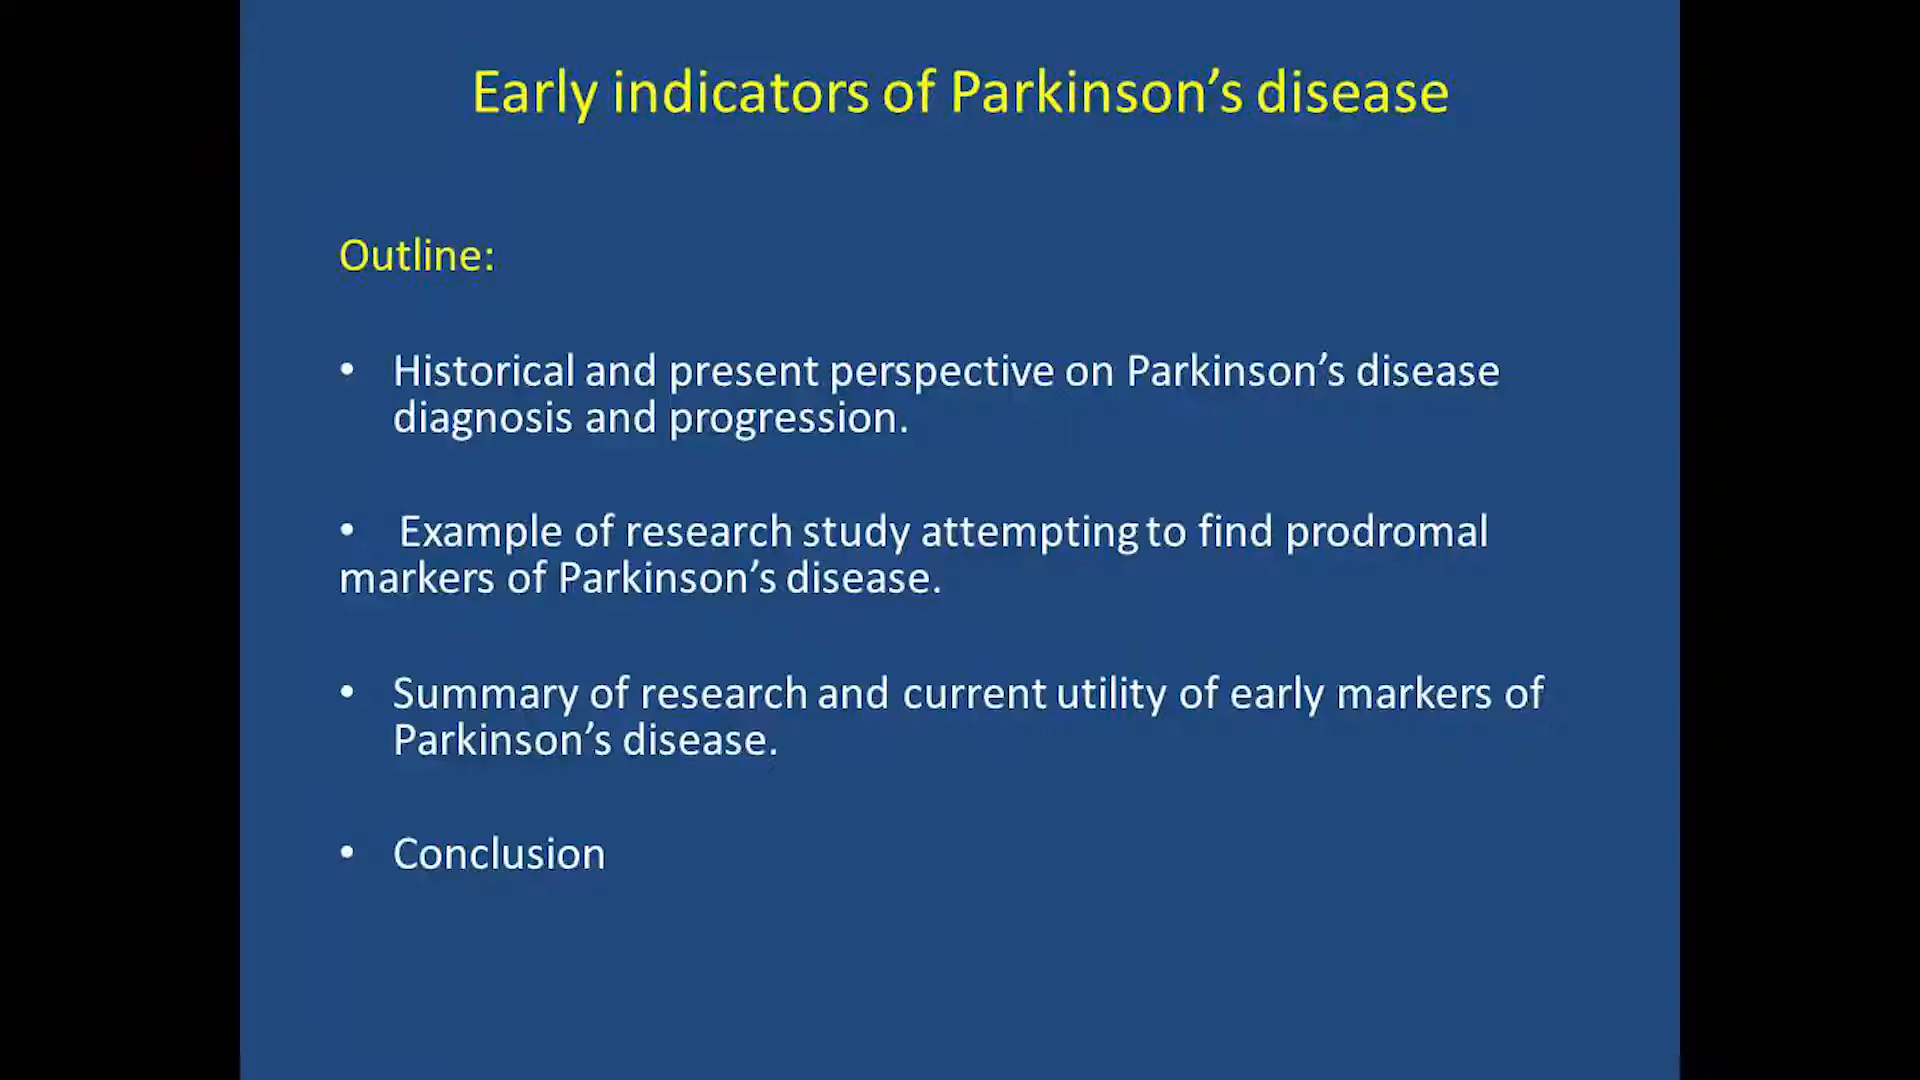 Early indicators of Parkinson’s disease
Outline:
• Historical and present perspective on Parkinson’s disease
diagnosis and progression.
• Example of research study attempting to find prodromal
markers of Parkinson’s disease.
• Summary of research and current utility of early markers of
Parkinson’s disease.
• Conclusion